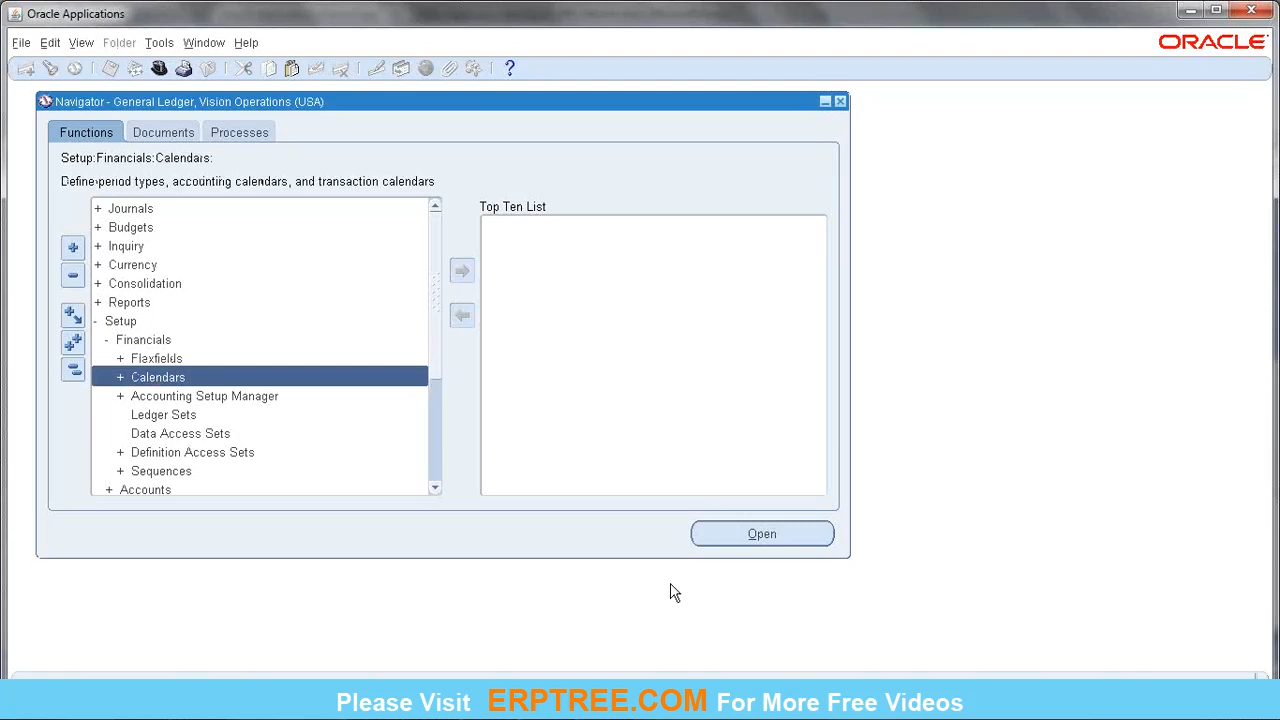 Oracle Applications
File Edit View Folder Tools Window Help
ORACLE
Navigator - General Ledger, Vision Operations (USA)
Functions Documents Processes
Setup:Financials:Calendars:
Define period types, accounting calendars, and transaction calendars
Top Ten List
+ Journals
+ Budgets
+ Inquiry
+ Currency
+ Consolidation
+ Reports
- Setup
- Financials
+ Flexfields
+ Calendars
+ Accounting Setup Manager
Ledger Sets
Data Access Sets
+ Definition Access Sets
+ Sequences
+ Accounts
Open
Please Visit ERPTREE.COM For More Free Videos